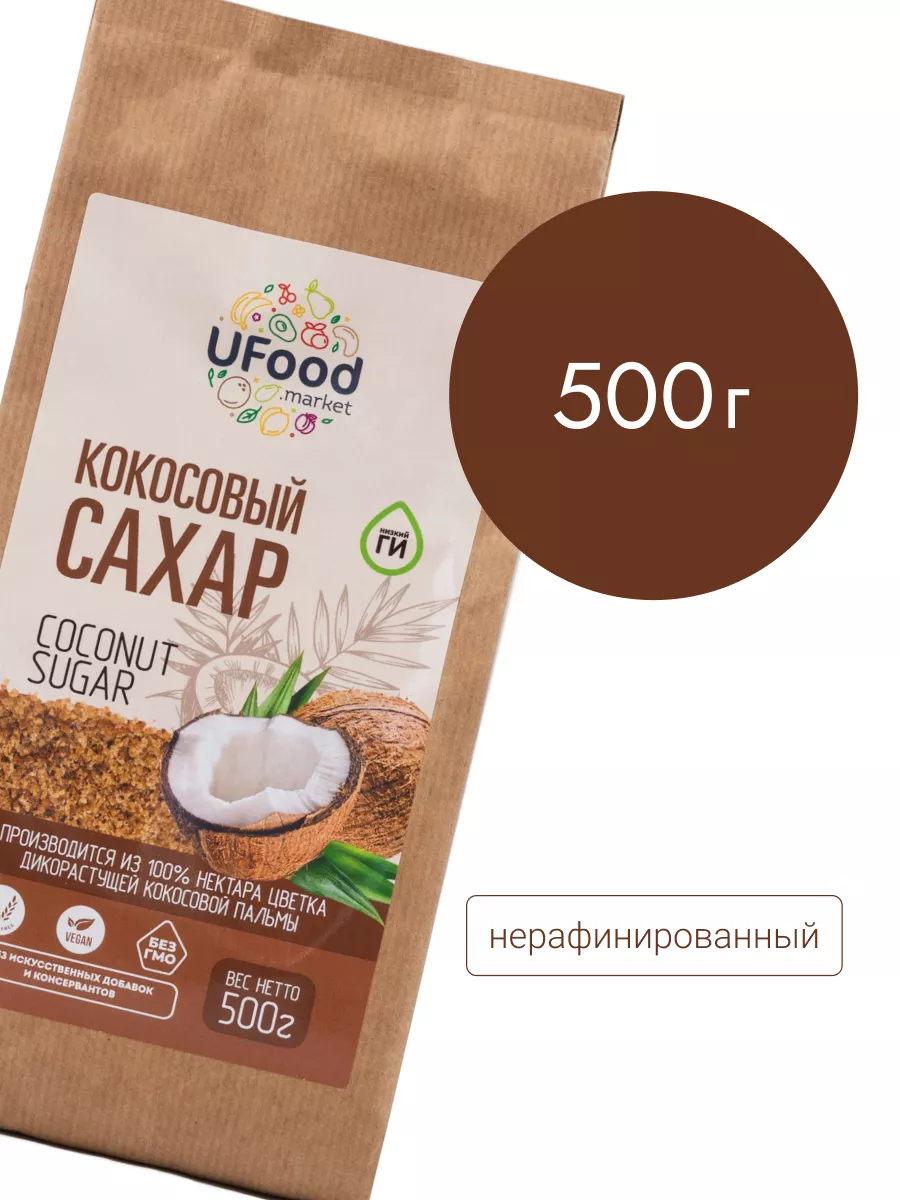 UFood
.market
КОКОСОВЫЙ
САХАР
COCONUT
SUGAR
НИЗКИЙ
ГИ
500 г
ПРОИЗВОДИТСЯ ИЗ 100% НЕКТАРА ЦВЕТКА
ДИКОРАСТУЩЕЙ КОКОСОВОЙ ПАЛЬМЫ
FREE
VEGAN
БЕЗ
ГМО
ИСКУССТВЕННЫХ ДОБАВОК
И КОНСЕРВАНТОВ
ВЕС НЕТТО
500г
нерафинированный